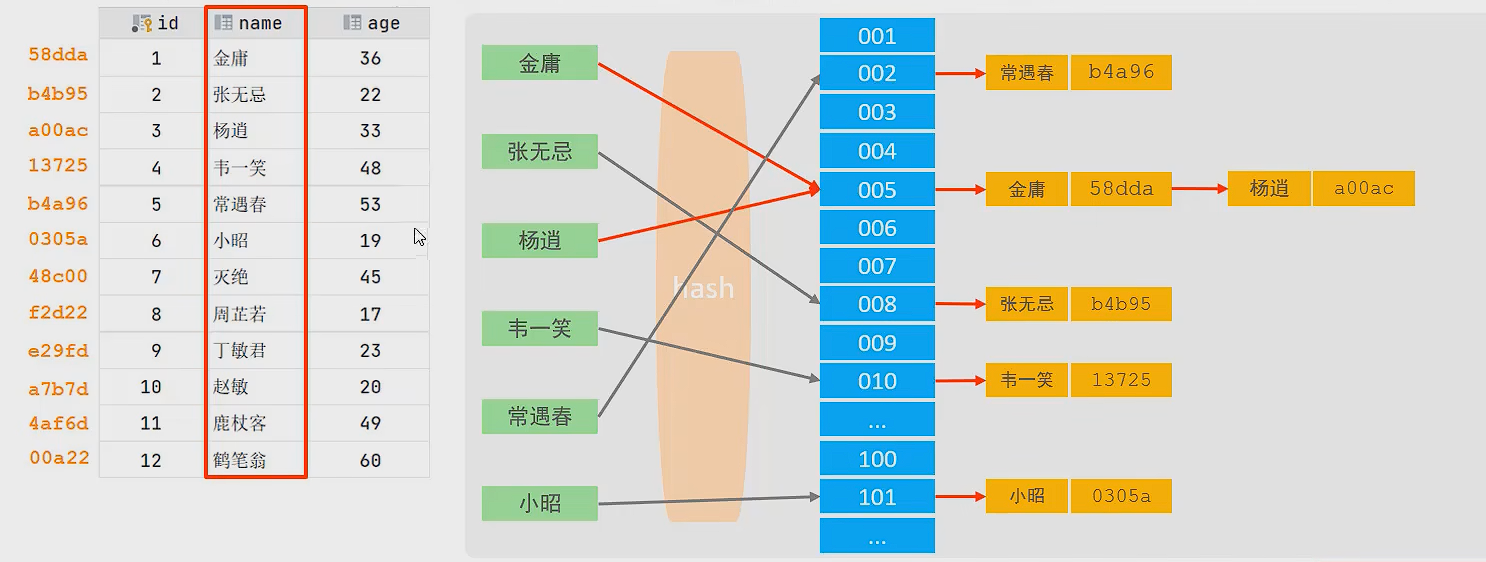 id name age
58dda 1 金庸 36
b4b95 2 张无忌 22
a00ac 3 杨逍 33
13725 4 韦一笑 48
b4a96 5 常遇春 53
0305a 6 小昭 19
48c00 7 灭绝 45
f2d22 8 周芷若 17
e29fd 9 丁敏君 23
a7b7d 10 赵敏 20
4af6d 11 鹿杖客 49
00a22 12 鹤笔翁 60
金庸
张无忌
杨逍
韦一笑
常遇春
小昭
hash
001
002 常遇春 b4a96
003
004
005 金庸 58dda 杨逍 a00ac
006
007
008 张无忌 b4b95
009
010 韦一笑 13725
...
100
101 小昭 0305a
...